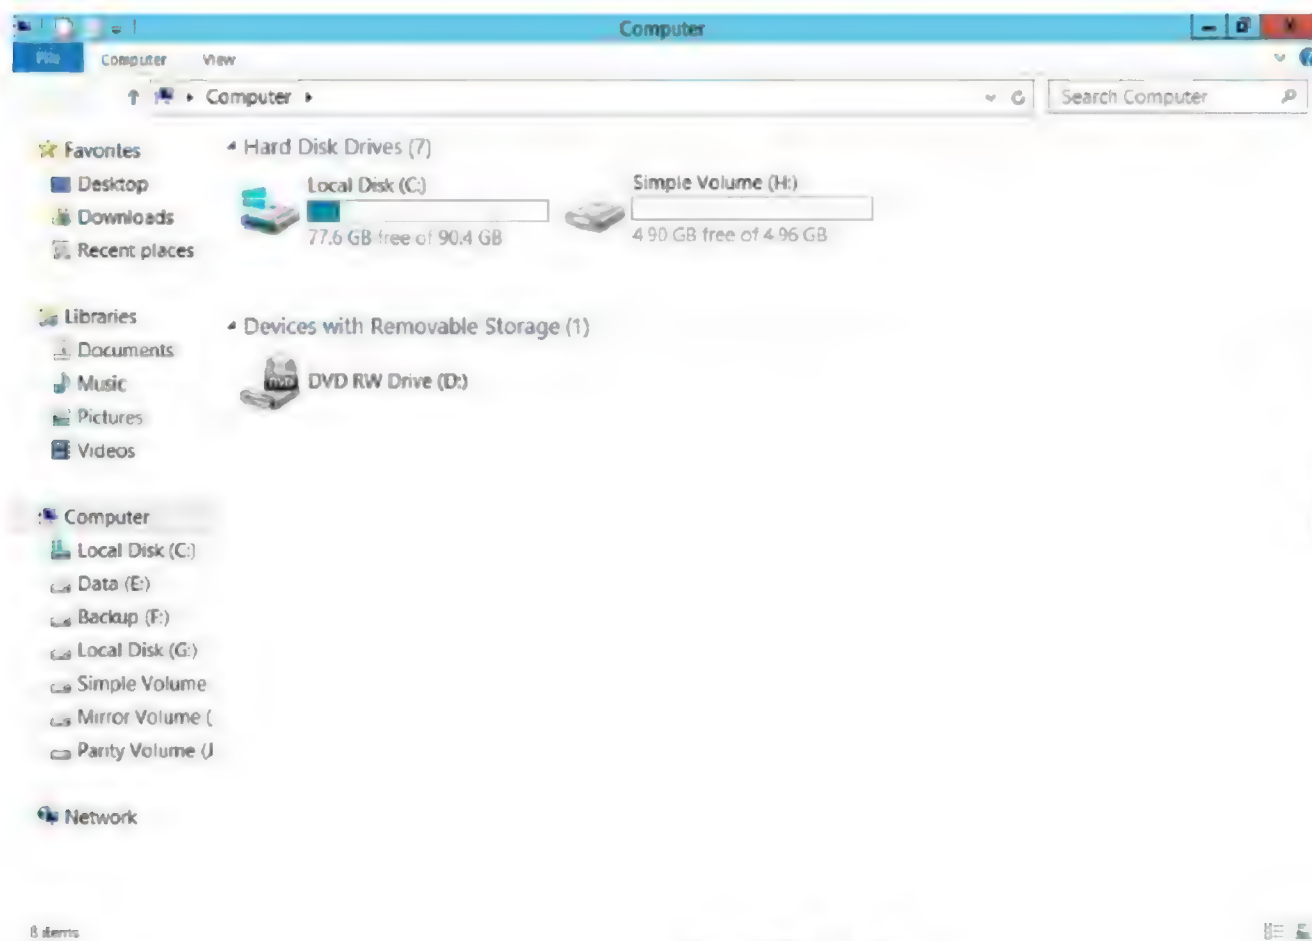 Computer
File
Computer
View
Computer
Search Computer
Favorites
Desktop
Downloads
Recent places
Libraries
Documents
Music
Pictures
Videos
Computer
Local Disk (C:)
Data (E:)
Backup (F:)
Local Disk (G:)
Simple Volume
Mirror Volume (
Parity Volume (J
Network
Hard Disk Drives (7)
Local Disk (C:)
77.6 GB free of 90.4 GB
Simple Volume (H:)
4.90 GB free of 4.96 GB
Devices with Removable Storage (1)
DVD RW Drive (D:)
8 items